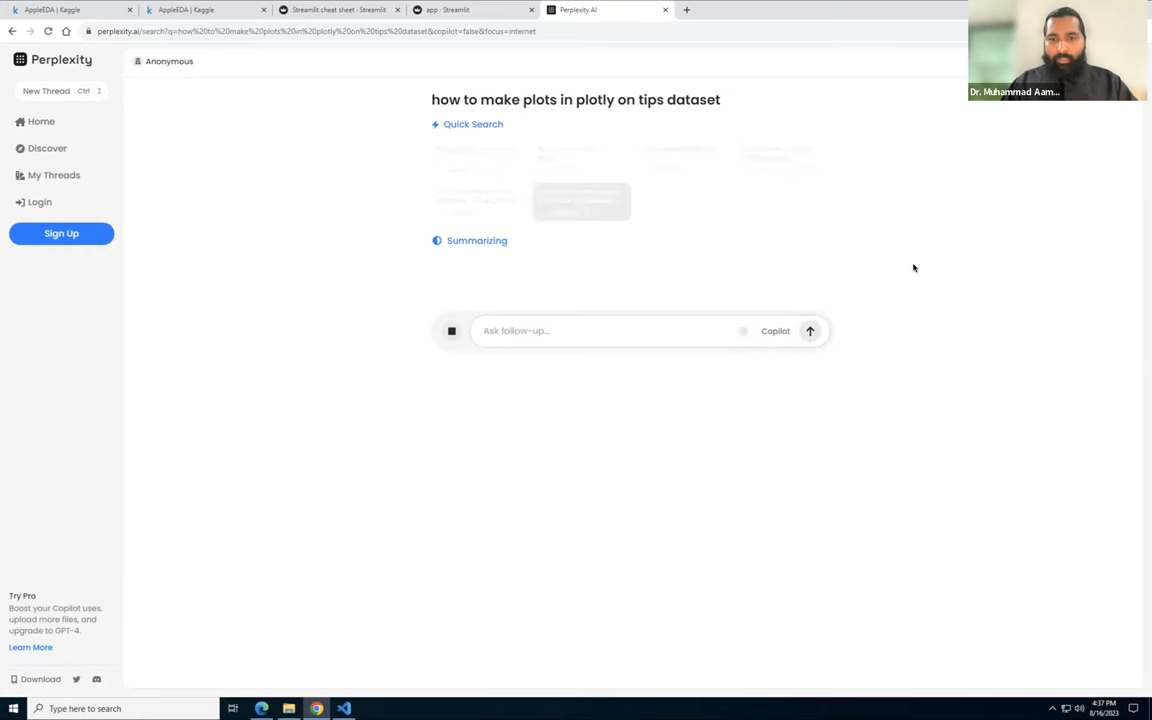 AppleEDA | Kaggle
AppleEDA | Kaggle
Streamlit cheat sheet - Streamlit
app - Streamlit
Perplexity AI
perplexity.ai/search?q=how%20to%20make%20plots%20in%20plotly%20on%20tips%20dataset&copilot=false&focus=internet
Dr. Muhammad Aam...
Perplexity
New Thread Ctrl I
Home
Discover
My Threads
Login
Sign Up
Anonymous
how to make plots in plotly on tips dataset
Quick Search
Summarizing
Ask follow-up...
Copilot
Try Pro
Boost your Copilot uses,
upload more files, and
upgrade to GPT-4.
Learn More
Download
Type here to search
4:37 PM
8/16/2023